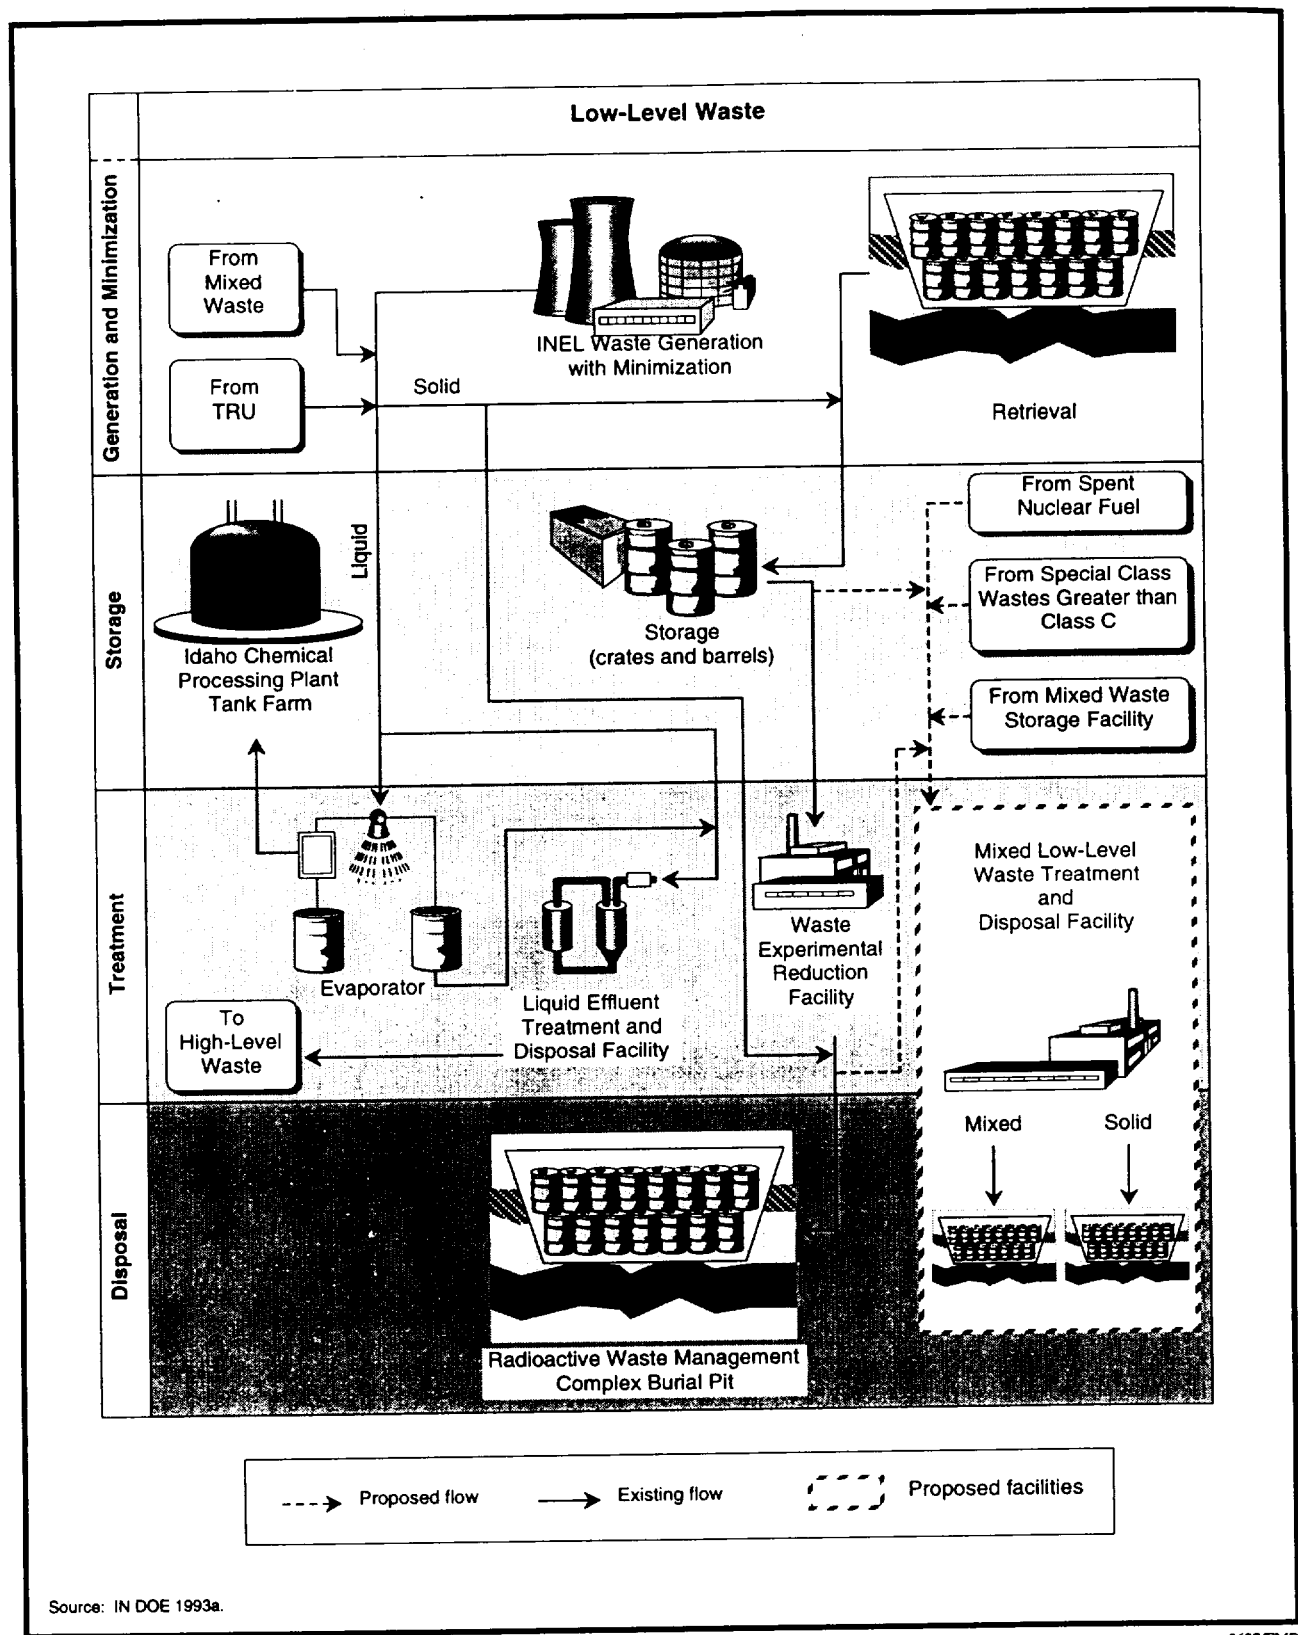 Low-Level Waste
Generation and Minimization
From
Mixed
Waste
From
TRU
Solid
INEL Waste Generation
with Minimization
Retrieval
Storage
Liquid
Idaho Chemical
Processing Plant
Tank Farm
Storage
(crates and barrels)
From Spent
Nuclear Fuel
From Special Class
Wastes Greater than
Class C
From Mixed Waste
Storage Facility
Treatment
Evaporator
To
High-Level
Waste
Liquid Effluent
Treatment and
Disposal Facility
Waste
Experimental
Reduction
Facility
Mixed Low-Level
Waste Treatment
and
Disposal Facility
Mixed
Solid
Disposal
Radioactive Waste Management
Complex Burial Pit
Proposed flow
Existing flow
Proposed facilities
Source: IN DOE 1993a.